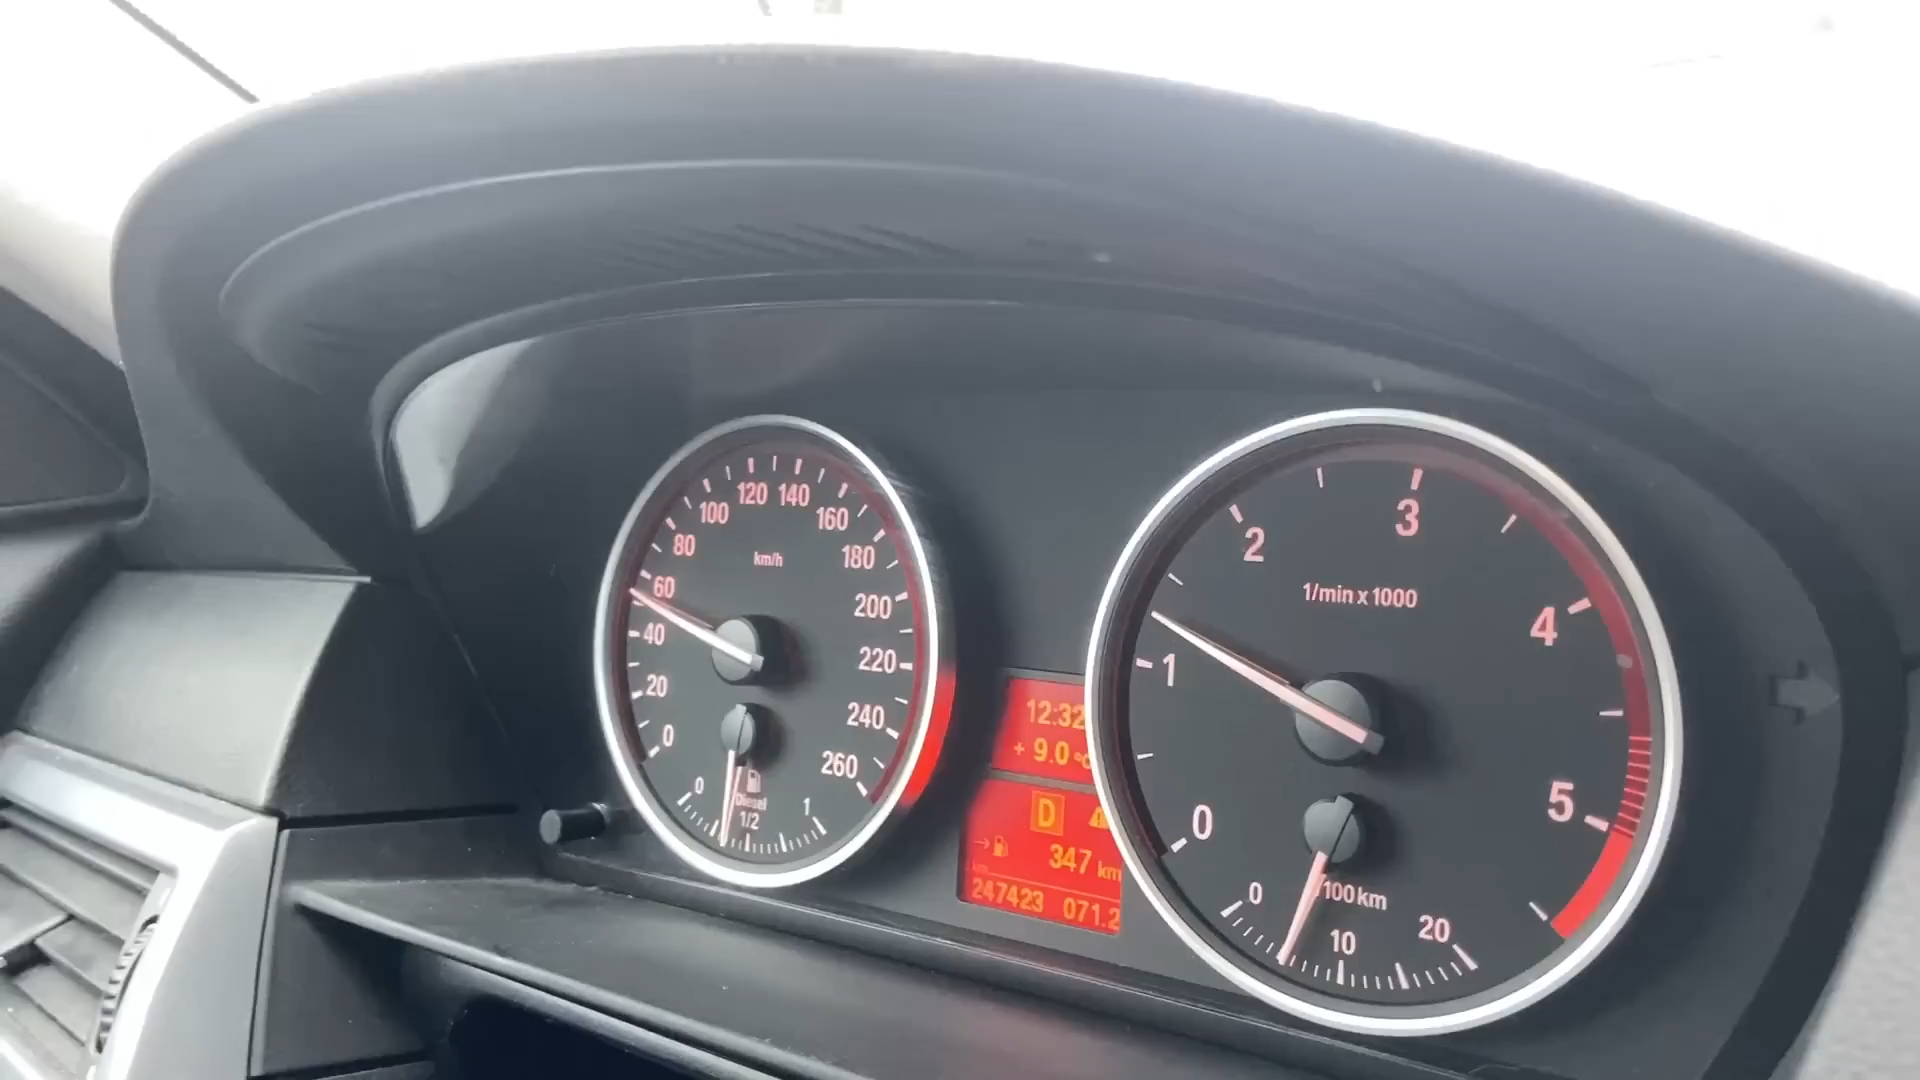 0 20 40 60 80 100 120 140 160 180 200 220 240 260
km/h
0 1/2 1
Diesel
12:32
+ 9.0 °C
D
347 km
km
247423 071.2
0 1 2 3 4 5
1/min x 1000
/100km
0 10 20